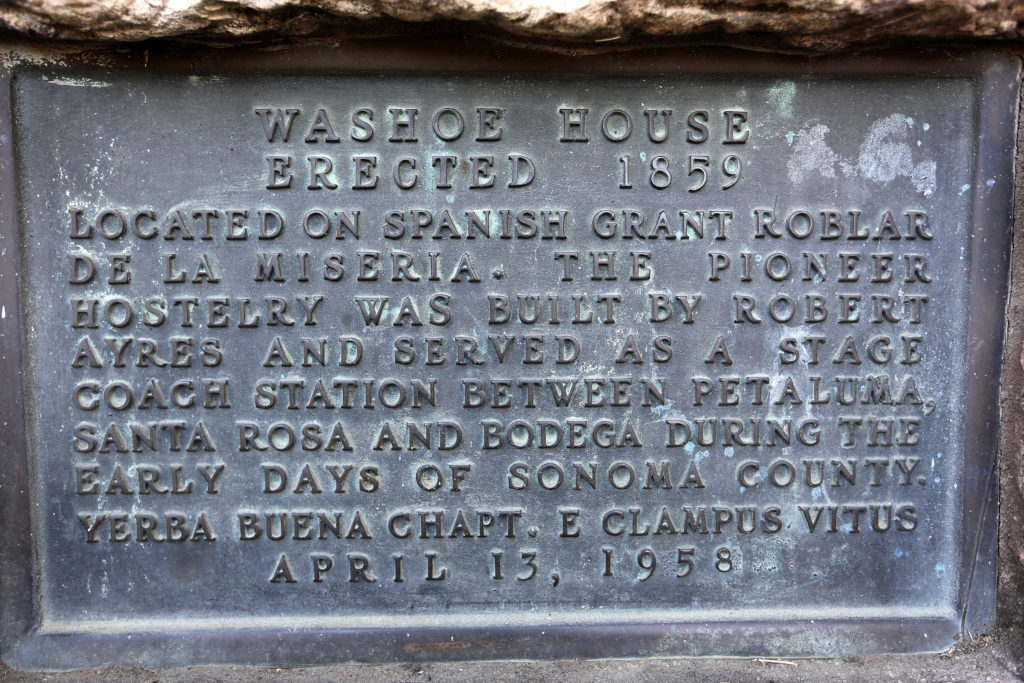 WASHOE HOUSE
ERECTED 1859
LOCATED ON SPANISH GRANT ROBLAR
DE LA MISERIA. THE PIONEER
HOSTELRY WAS BUILT BY ROBERT
AYRES AND SERVED AS A STAGE
COACH STATION BETWEEN PETALUMA,
SANTA ROSA AND BODEGA DURING THE
EARLY DAYS OF SONOMA COUNTY.
YERBA BUENA CHAPT. E CLAMPUS VITUS
APRIL 13, 1958